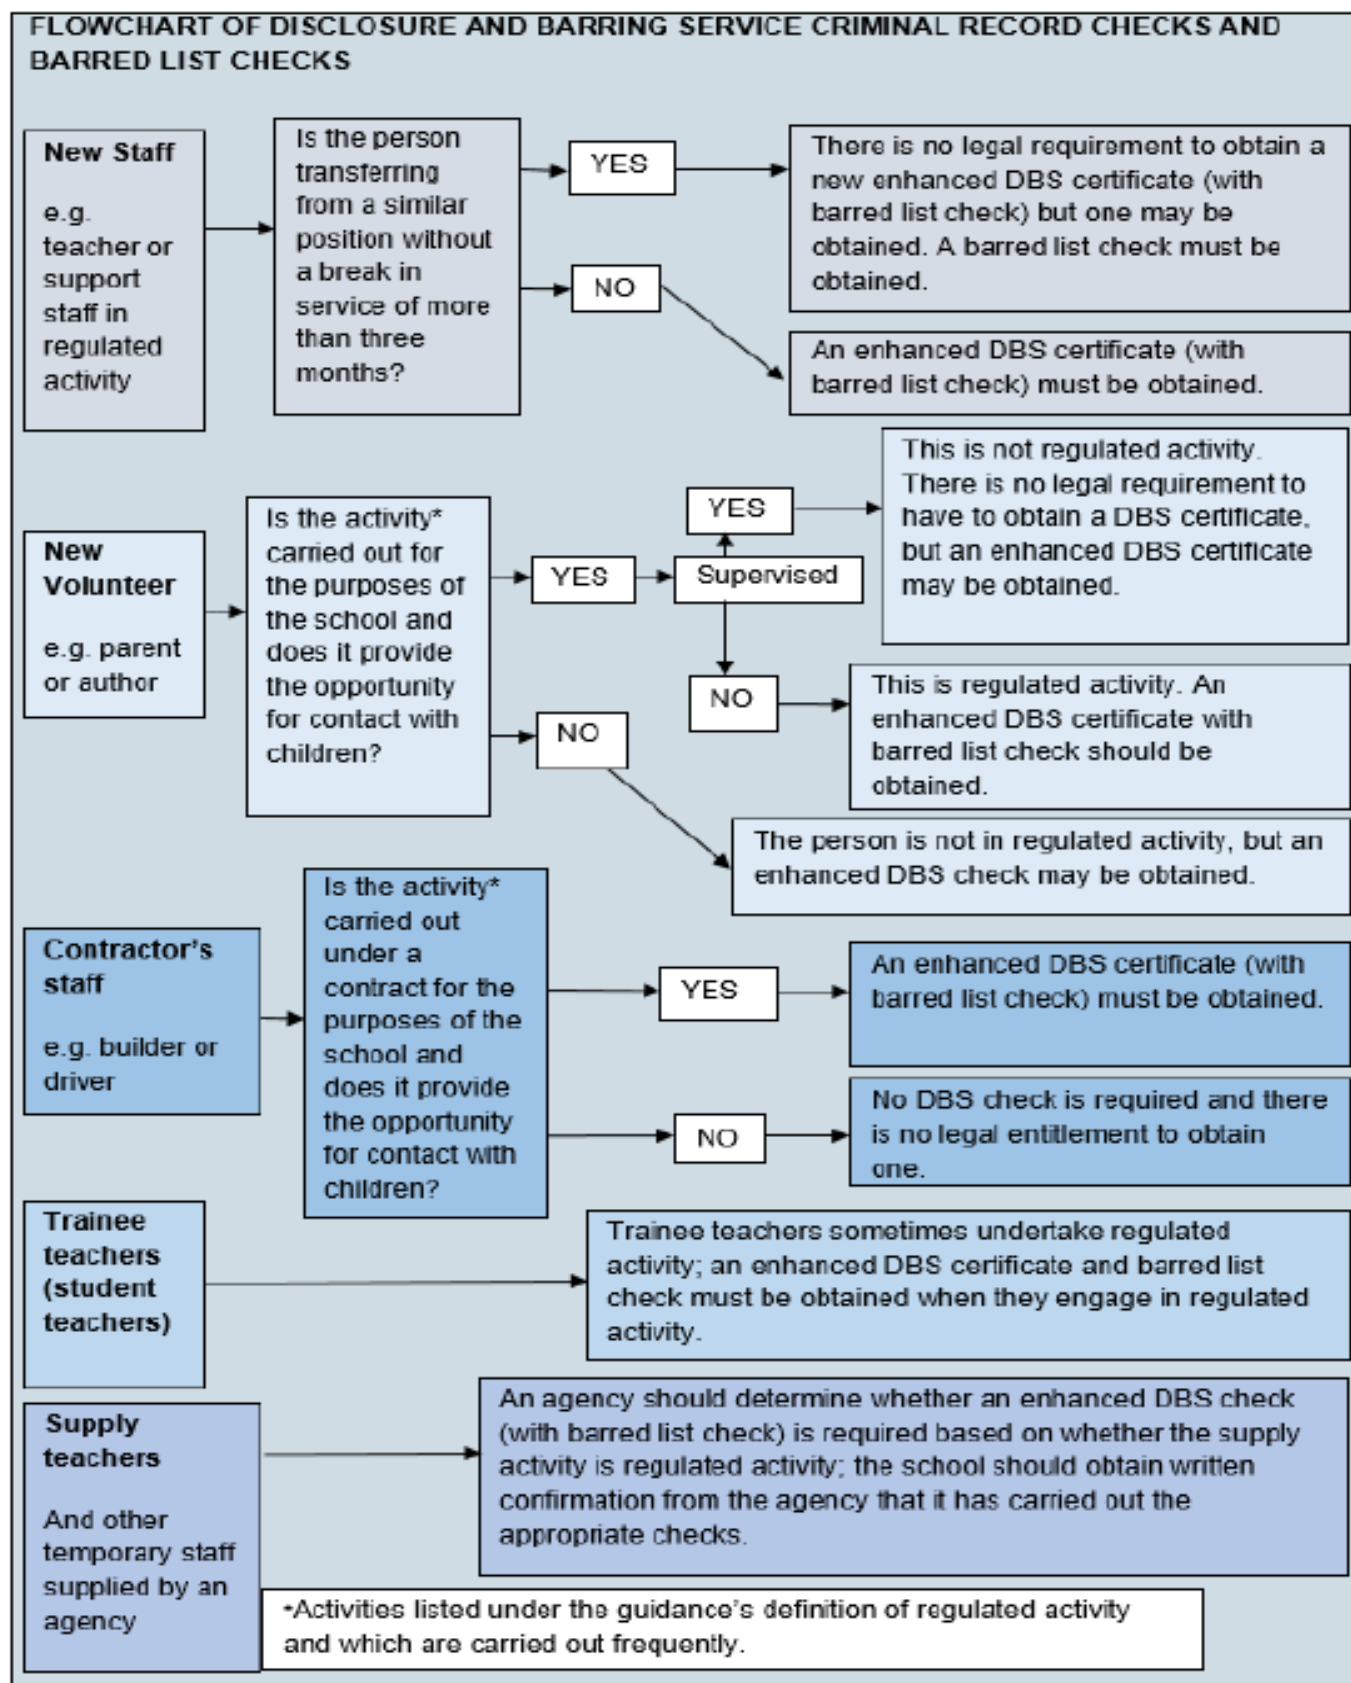 FLOWCHART OF DISCLOSURE AND BARRING SERVICE CRIMINAL RECORD CHECKS AND
BARRED LIST CHECKS
New Staff
e.g.
teacher or
support
staff in
regulated
activity
Is the person
transferring
from a similar
position without
a break in
service of more
than three
months?
YES
There is no legal requirement to obtain a
new enhanced DBS certificate (with
barred list check) but one may be
obtained. A barred list check must be
obtained.
NO
An enhanced DBS certificate (with
barred list check) must be obtained.
New
Volunteer
e.g. parent
or author
Is the activity*
carried out for
the purposes of
the school and
does it provide
the opportunity
for contact with
children?
YES
Supervised
YES
This is not regulated activity.
There is no legal requirement to
have to obtain a DBS certificate,
but an enhanced DBS certificate
may be obtained.
NO
This is regulated activity. An
enhanced DBS certificate with
barred list check should be
obtained.
NO
The person is not in regulated activity, but an
enhanced DBS check may be obtained.
Contractor's
staff
e.g. builder or
driver
Is the activity*
carried out
under a
contract for the
purposes of the
school and
does it provide
the opportunity
for contact with
children?
YES
An enhanced DBS certificate (with
barred list check) must be obtained.
NO
No DBS check is required and there
is no legal entitlement to obtain
one.
Trainee
teachers
(student
teachers)
Trainee teachers sometimes undertake regulated
activity; an enhanced DBS certificate and barred list
check must be obtained when they engage in regulated
activity.
Supply
teachers
And other
temporary staff
supplied by an
agency
An agency should determine whether an enhanced DBS check
(with barred list check) is required based on whether the supply
activity is regulated activity; the school should obtain written
confirmation from the agency that it has carried out the
appropriate checks.
*Activities listed under the guidance's definition of regulated activity
and which are carried out frequently.